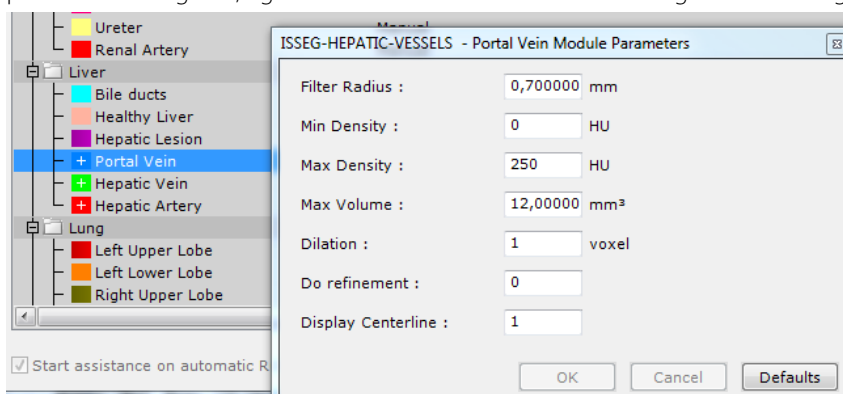 Ureter
Manual
Renal Artery
Liver
Bile ducts
Healthy Liver
Hepatic Lesion
Portal Vein
Hepatic Vein
Hepatic Artery
Lung
Left Upper Lobe
Left Lower Lobe
Right Upper Lobe
Start assistance on automatic R
ISSEG-HEPATIC-VESSELS - Portal Vein Module Parameters
Filter Radius : 0,700000 mm
Min Density : 0 HU
Max Density : 250 HU
Max Volume : 12,00000 mm³
Dilation : 1 voxel
Do refinement : 0
Display Centerline : 1
OK Cancel Defaults